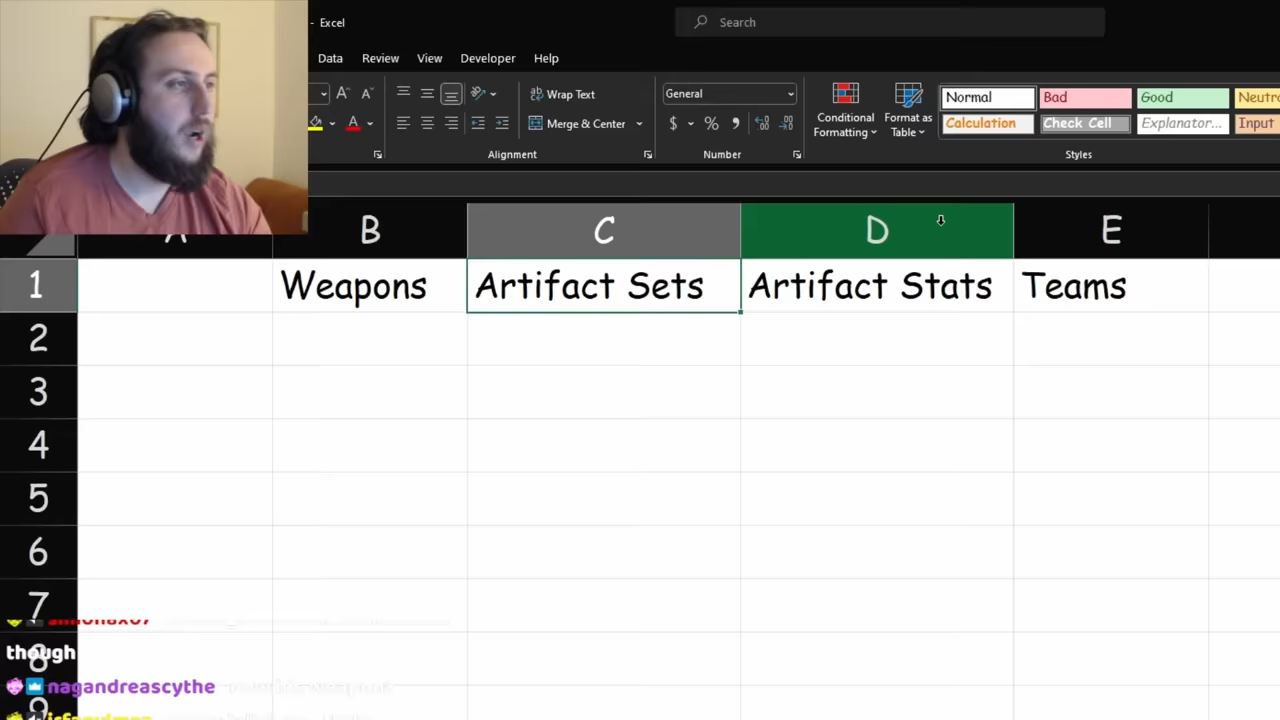 - Excel
Search
Data Review View Developer Help
Wrap Text
General
Merge & Center
$ % ,
Conditional Formatting
Format as Table
Normal Bad Good Neutr
Calculation Check Cell Explanator... Input
Alignment Number Styles
A B C D E
1 Weapons Artifact Sets Artifact Stats Teams
2
3
4
5
6
7
though
8
nagandreascythe
9